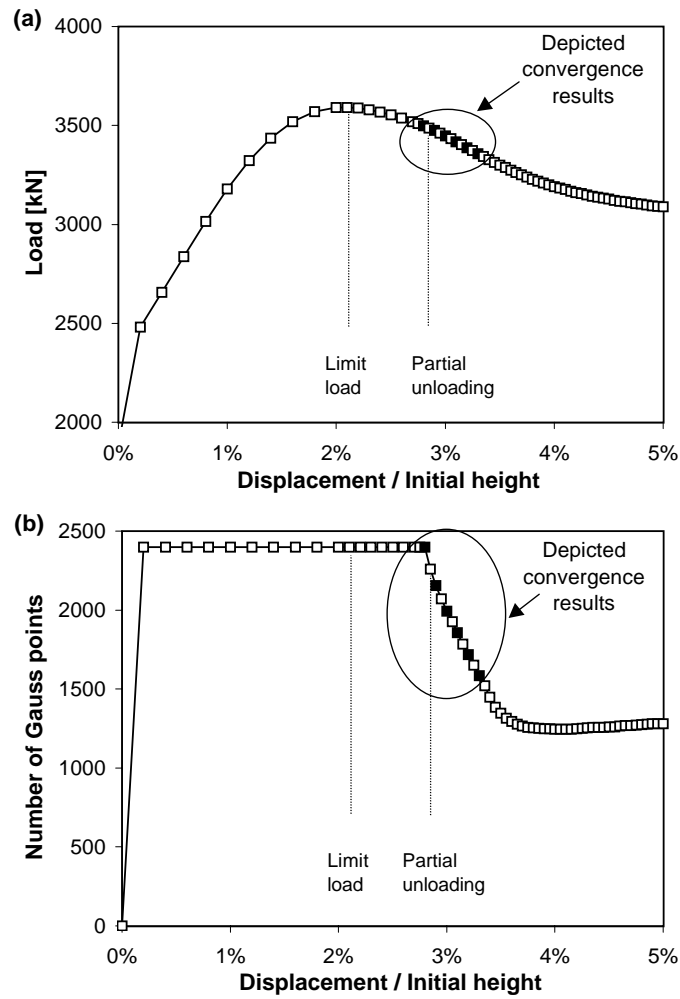 (a)
4000
3500
3000
2500
2000
Load [kN]
Depicted
convergence
results
Limit
load
Partial
unloading
0% 1% 2% 3% 4% 5%
Displacement / Initial height
(b)
2500
2000
1500
1000
500
0
Number of Gauss points
Depicted
convergence
results
Limit
load
Partial
unloading
0% 1% 2% 3% 4% 5%
Displacement / Initial height